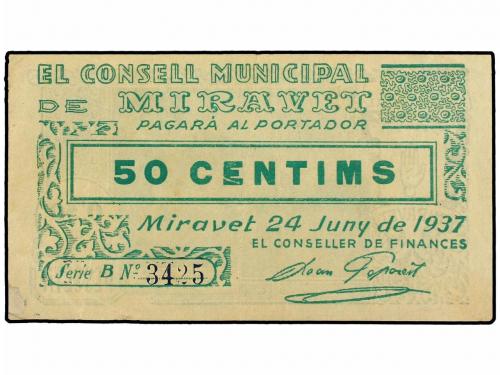 EL CONSELL MUNICIPAL
DE MIRAVET
PAGARÀ AL PORTADOR
50 CENTIMS
Miravet 24 Juny de 1937
EL CONSELLER DE FINANCES
Serie B Nº 3425
Joan